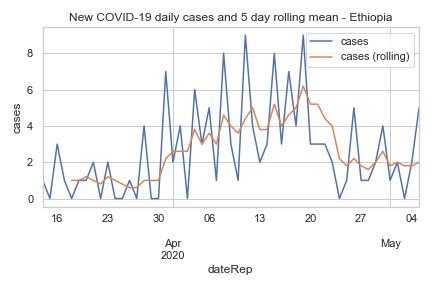 New COVID-19 daily cases and 5 day rolling mean - Ethiopia
cases
cases (rolling)
cases
8
6
4
2
0
16 23 30 06 13 20 27 04
Apr May
2020
dateRep